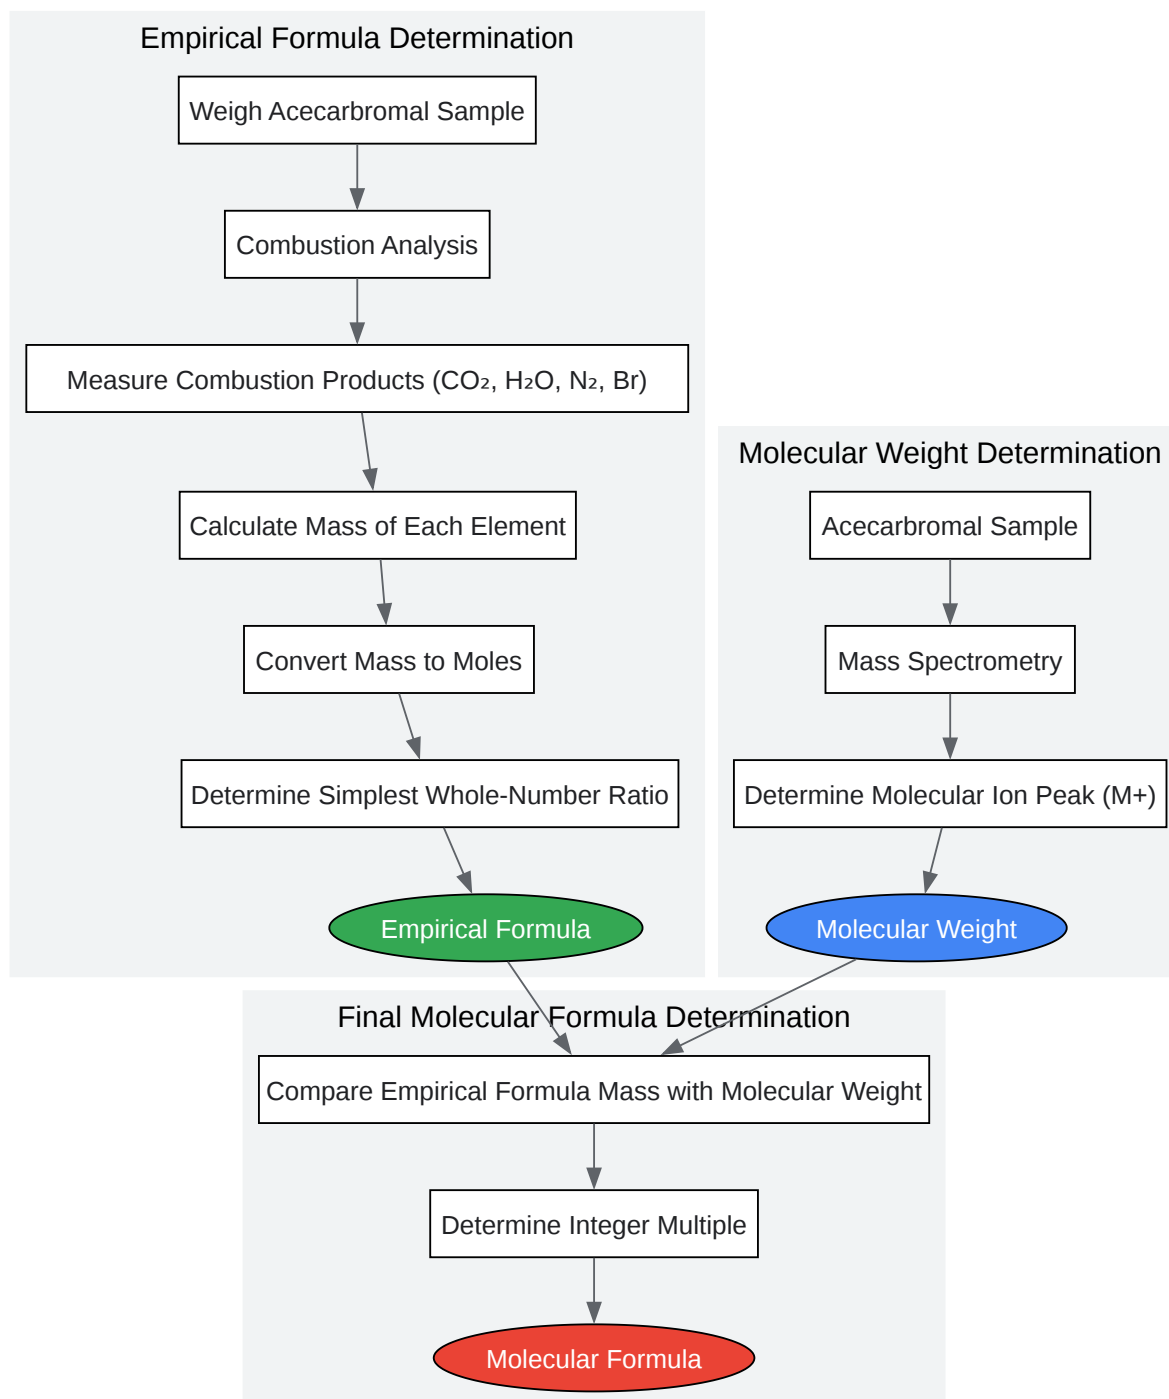 Empirical Formula Determination
Weigh Acecarbromal Sample
Combustion Analysis
Measure Combustion Products (CO₂, H₂O, N₂, Br)
Calculate Mass of Each Element
Convert Mass to Moles
Determine Simplest Whole-Number Ratio
Empirical Formula
Molecular Weight Determination
Acecarbromal Sample
Mass Spectrometry
Determine Molecular Ion Peak (M+)
Molecular Weight
Final Molecular Formula Determination
Compare Empirical Formula Mass with Molecular Weight
Determine Integer Multiple
Molecular Formula